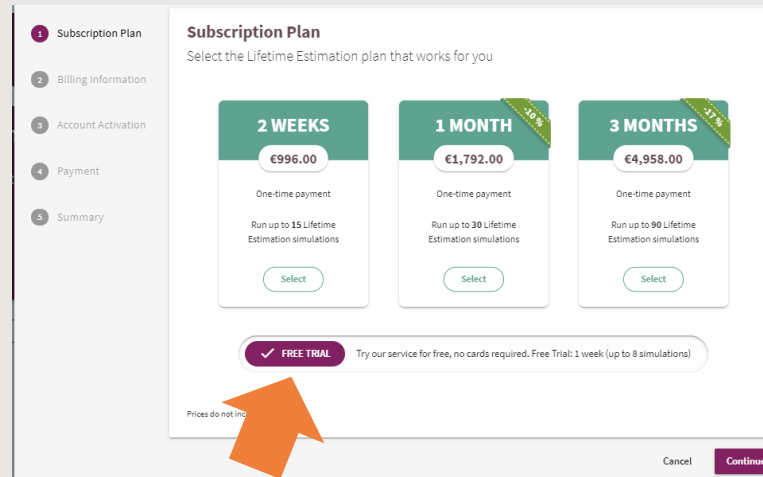 1 Subscription Plan
2 Billing Information
3 Account Activation
4 Payment
5 Summary
Subscription Plan
Select the Lifetime Estimation plan that works for you
2 WEEKS
€996.00
One-time payment
Run up to 15 Lifetime
Estimation simulations
Select
-10 %
1 MONTH
€1,792.00
One-time payment
Run up to 30 Lifetime
Estimation simulations
Select
-17 %
3 MONTHS
€4,958.00
One-time payment
Run up to 90 Lifetime
Estimation simulations
Select
FREE TRIAL
Try our service for free, no cards required. Free Trial: 1 week (up to 8 simulations)
Prices do not
Cancel
Continue